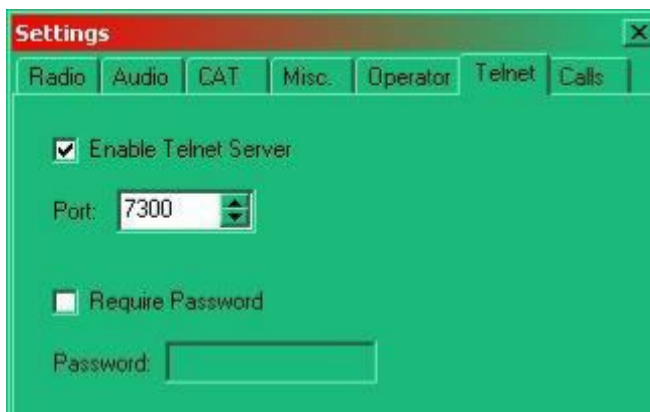 Settings
Radio Audio CAT Misc. Operator Telnet Calls
Enable Telnet Server
Port: 7300
Require Password
Password: